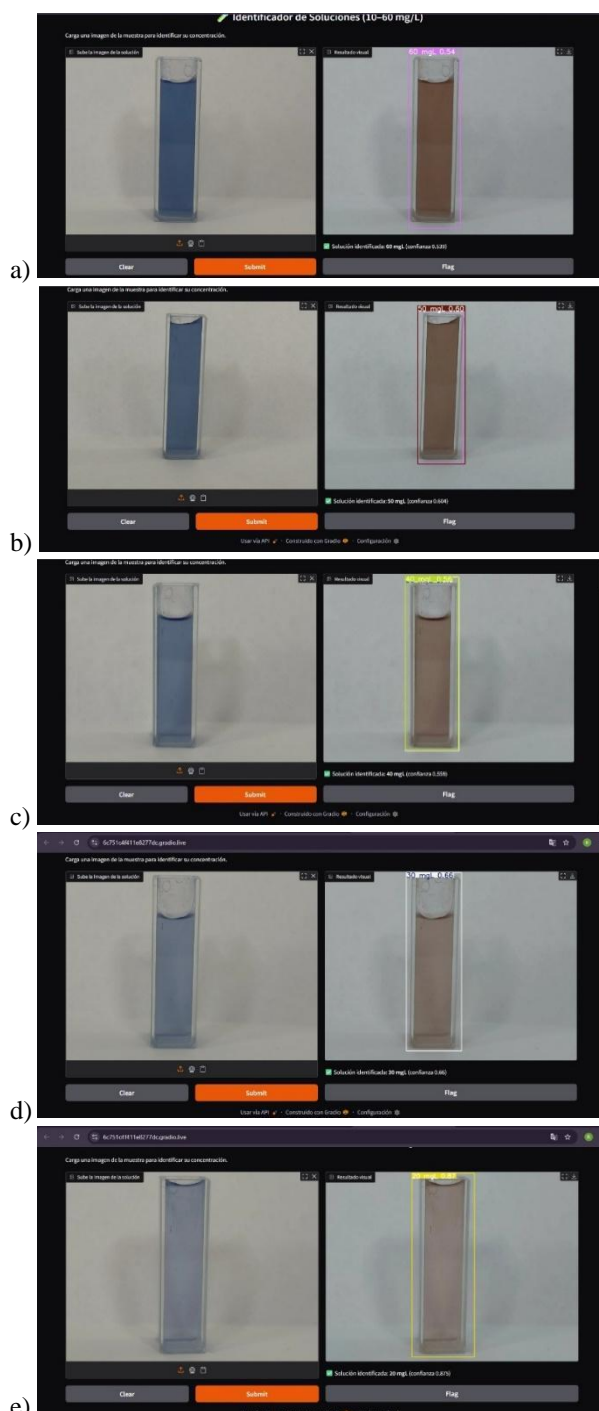 Identificador de Soluciones (10–60 mg/L)
Carga una imagen de la muestra para identificar su concentración.
Sube la imagen de la solución
Resultado visual
60 mgL 0.54
Solución identificada: 60 mgL (confianza 0.539)
Clear
Submit
Flag
a)
Carga una imagen de la muestra para identificar su concentración.
Sube la imagen de la solución
Resultado visual
50 mgL 0.60
Solución identificada: 50 mgL (confianza 0.604)
Clear
Submit
Flag
b)
Usar vía API · Construido con Gradio · Configuración
Carga una imagen de la muestra para identificar su concentración.
Sube la imagen de la solución
Resultado visual
40 mgL
Solución identificada: 40 mgL (confianza 0.559)
Clear
Submit
Flag
c)
Usar vía API · Construido con Gradio · Configuración
Carga una imagen de la muestra para identificar su concentración.
Sube la imagen de la solución
Resultado visual
30 mgL 0.66
Solución identificada: 30 mgL (confianza 0.66)
Clear
Submit
Flag
d)
Usar vía API · Construido con Gradio · Configuración
Carga una imagen de la muestra para identificar su concentración.
Sube la imagen de la solución
Resultado visual
20 mgL
Solución identificada: 20 mgL (confianza 0.875)
Clear
Submit
Flag
e)